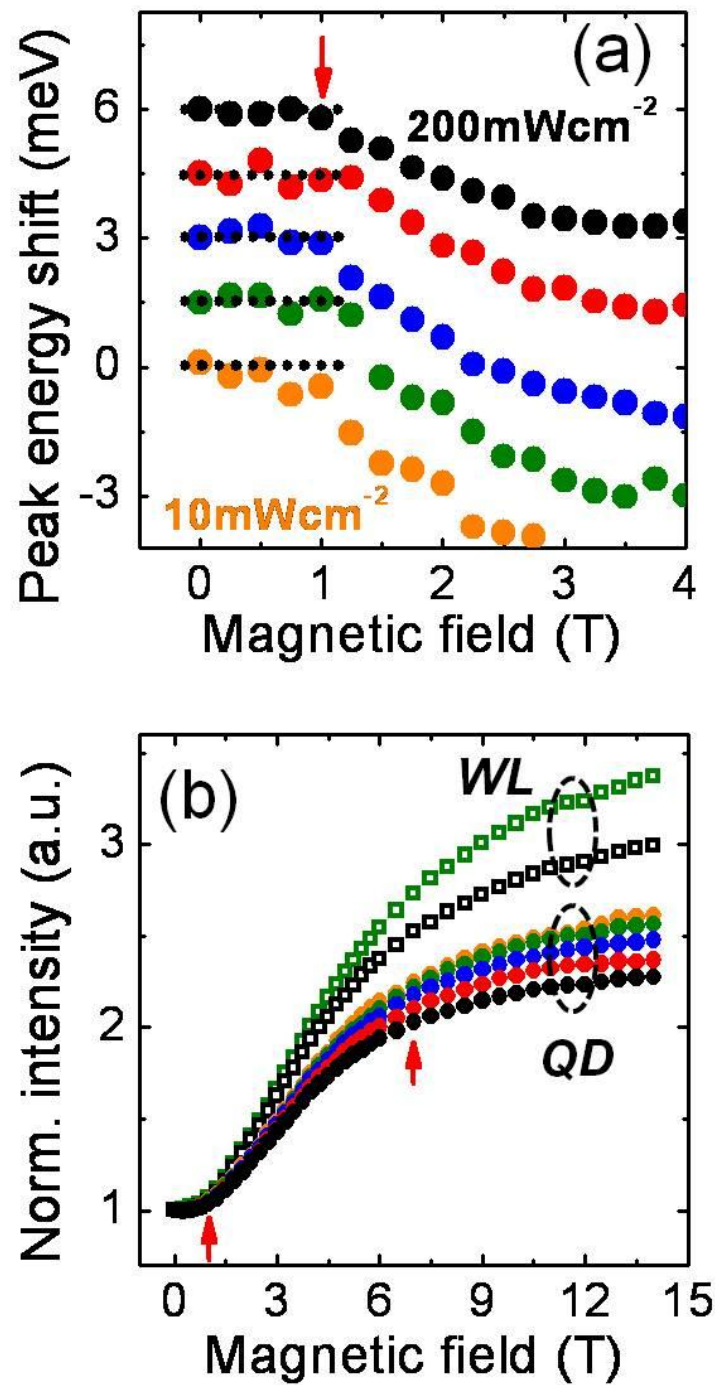 (a)
Peak energy shift (meV)
6
3
0
-3
200mWcm⁻²
10mWcm⁻²
0 1 2 3 4
Magnetic field (T)
(b)
Norm. intensity (a.u.)
3
2
1
WL
QD
0 3 6 9 12 15
Magnetic field (T)